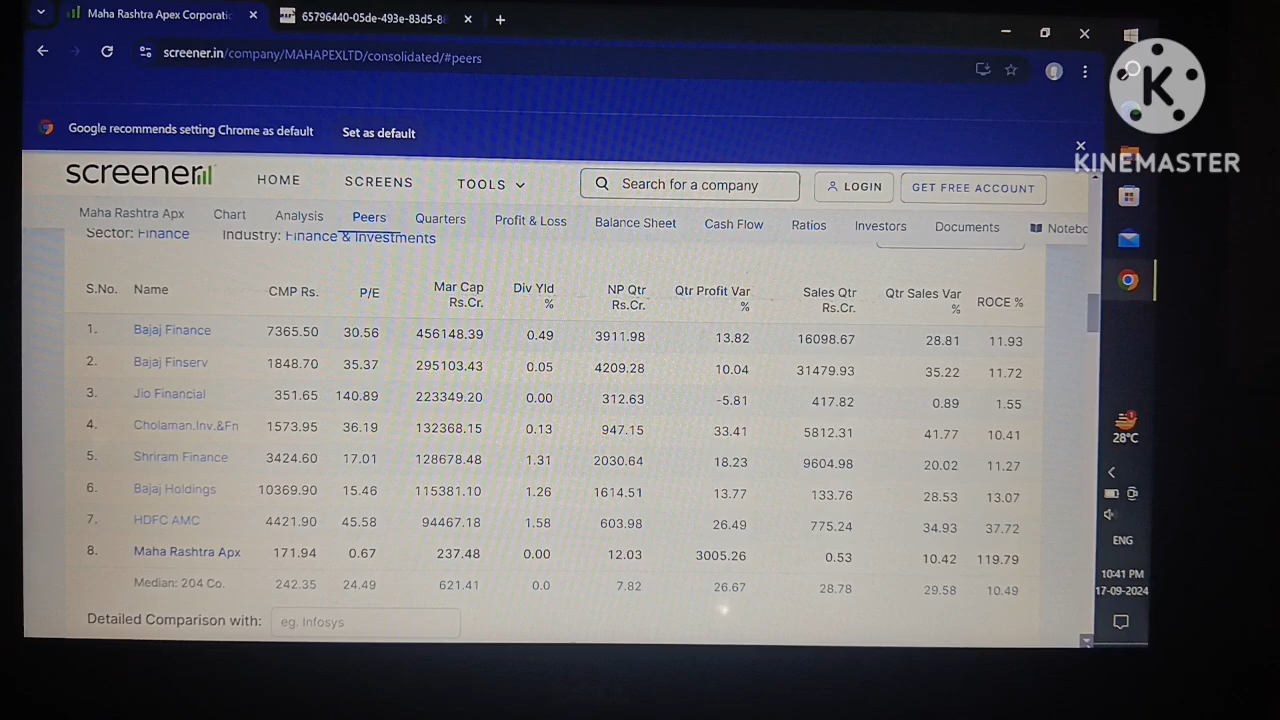 Maha Rashtra Apex Corporatic
65796440-05de-493e-83d5-8
screener.in/company/MAHAPEXLTD/consolidated/#peers
K
KINEMASTER
Google recommends setting Chrome as default Set as default
screener HOME SCREENS TOOLS Search for a company LOGIN GET FREE ACCOUNT
Maha Rashtra Apx Chart Analysis Peers Quarters Profit & Loss Balance Sheet Cash Flow Ratios Investors Documents Notebo
Sector: Finance Industry: Finance & Investments
S.No. Name CMP Rs. P/E Mar Cap Rs.Cr. Div Yld % NP Qtr Rs.Cr. Qtr Profit Var % Sales Qtr Rs.Cr. Qtr Sales Var % ROCE %
1. Bajaj Finance 7365.50 30.56 456148.39 0.49 3911.98 13.82 16098.67 28.81 11.93
2. Bajaj Finserv 1848.70 35.37 295103.43 0.05 4209.28 10.04 31479.93 35.22 11.72
3. Jio Financial 351.65 140.89 223349.20 0.00 312.63 -5.81 417.82 0.89 1.55
4. Cholaman.Inv.&Fn 1573.95 36.19 132368.15 0.13 947.15 33.41 5812.31 41.77 10.41
5. Shriram Finance 3424.60 17.01 128678.48 1.31 2030.64 18.23 9604.98 20.02 11.27
6. Bajaj Holdings 10369.90 15.46 115381.10 1.26 1614.51 13.77 133.76 28.53 13.07
7. HDFC AMC 4421.90 45.58 94467.18 1.58 603.98 26.49 775.24 34.93 37.72
8. Maha Rashtra Apx 171.94 0.67 237.48 0.00 12.03 3005.26 0.53 10.42 119.79
Median: 204 Co. 242.35 24.49 621.41 0.0 7.82 26.67 28.78 29.58 10.49
Detailed Comparison with: eg. Infosys
28°C
ENG
10:41 PM
17-09-2024